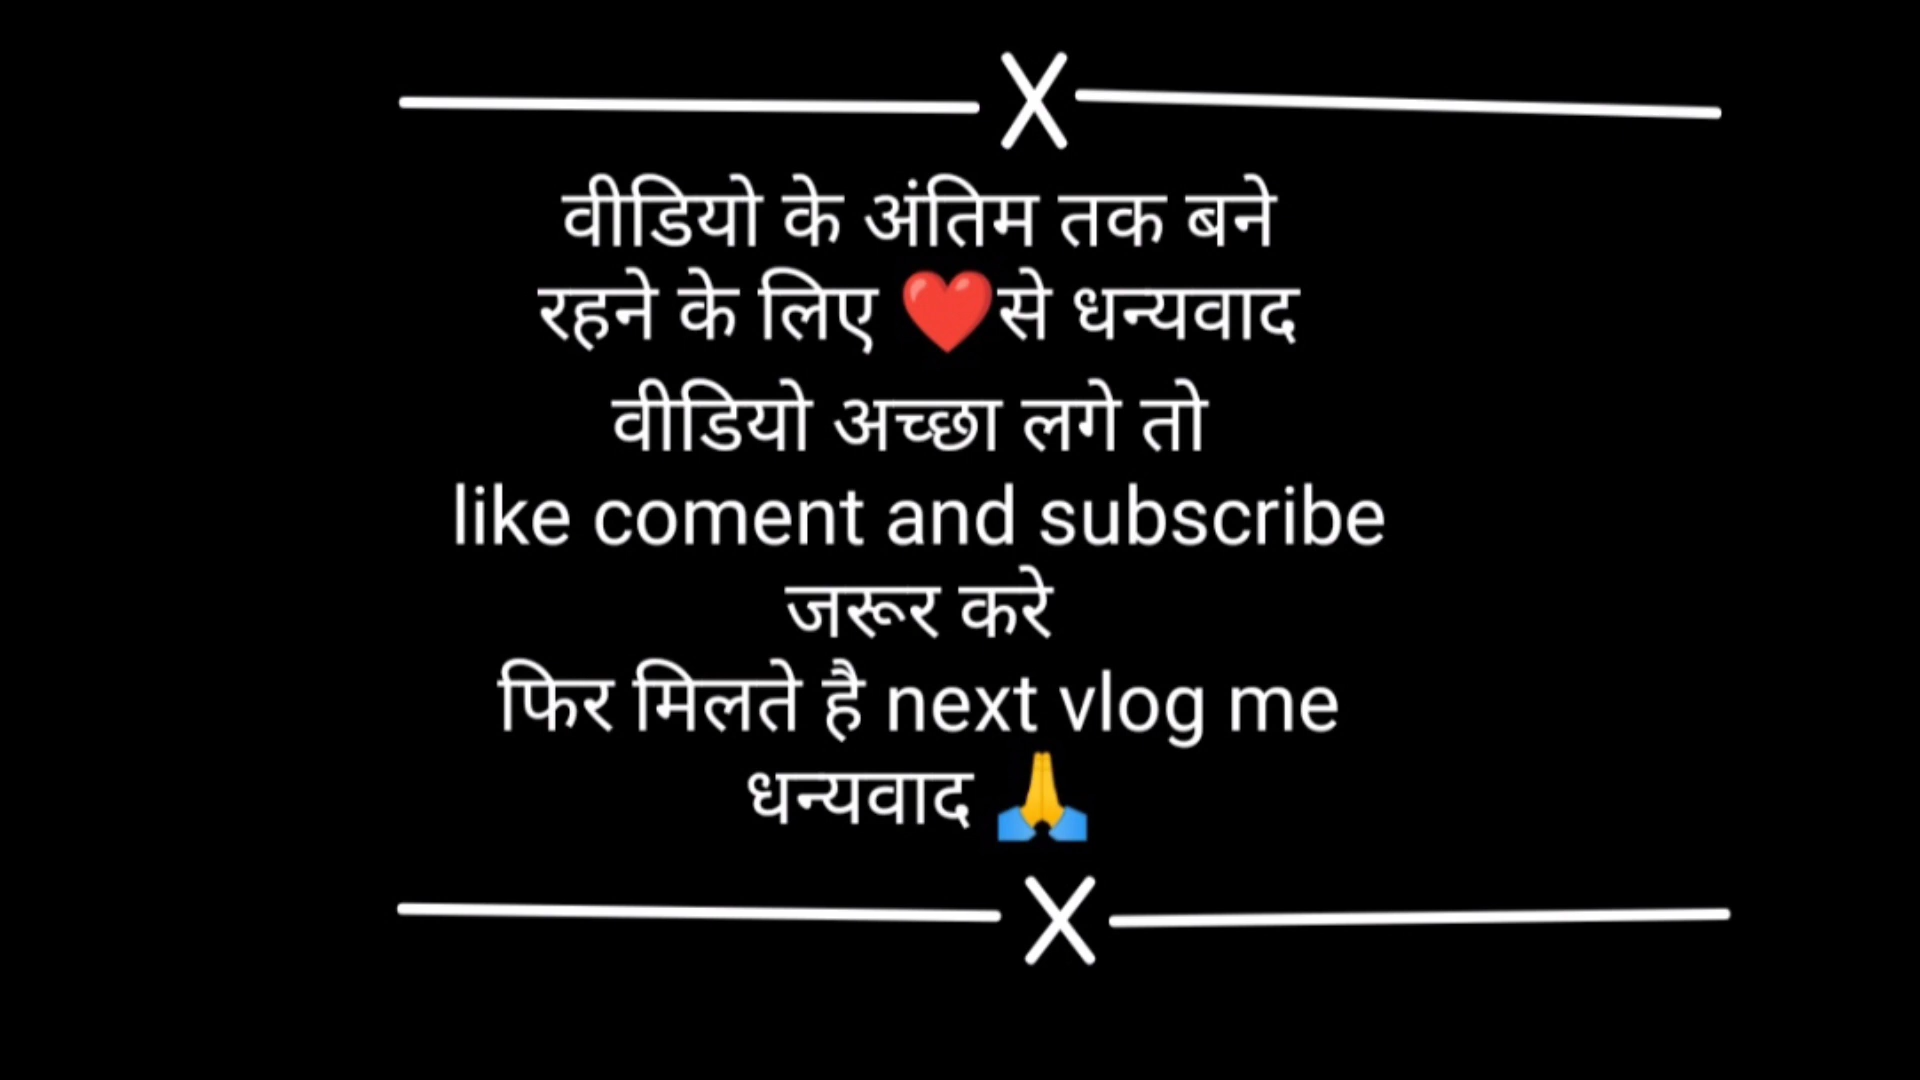 वीडियो के अंतिम तक बने
रहने के लिए ❤️से धन्यवाद
वीडियो अच्छा लगे तो
like coment and subscribe
जरूर करे
फिर मिलते है next vlog me
धन्यवाद 🙏